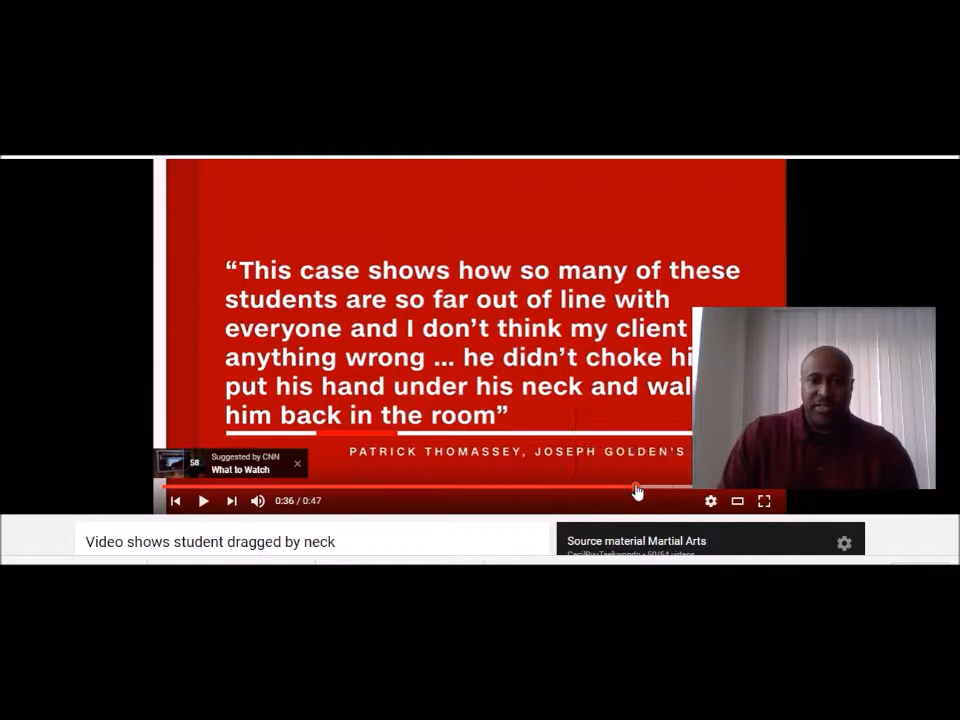 “This case shows how so many of these
students are so far out of line with
everyone and I don’t think my client
anything wrong ... he didn’t choke
put his hand under his neck and
him back in the room”
PATRICK THOMASSEY, JOSEPH GOLDEN’S
58
Suggested by CNN
What to Watch
0:36 / 0:47
Video shows student dragged by neck
Source material Martial Arts